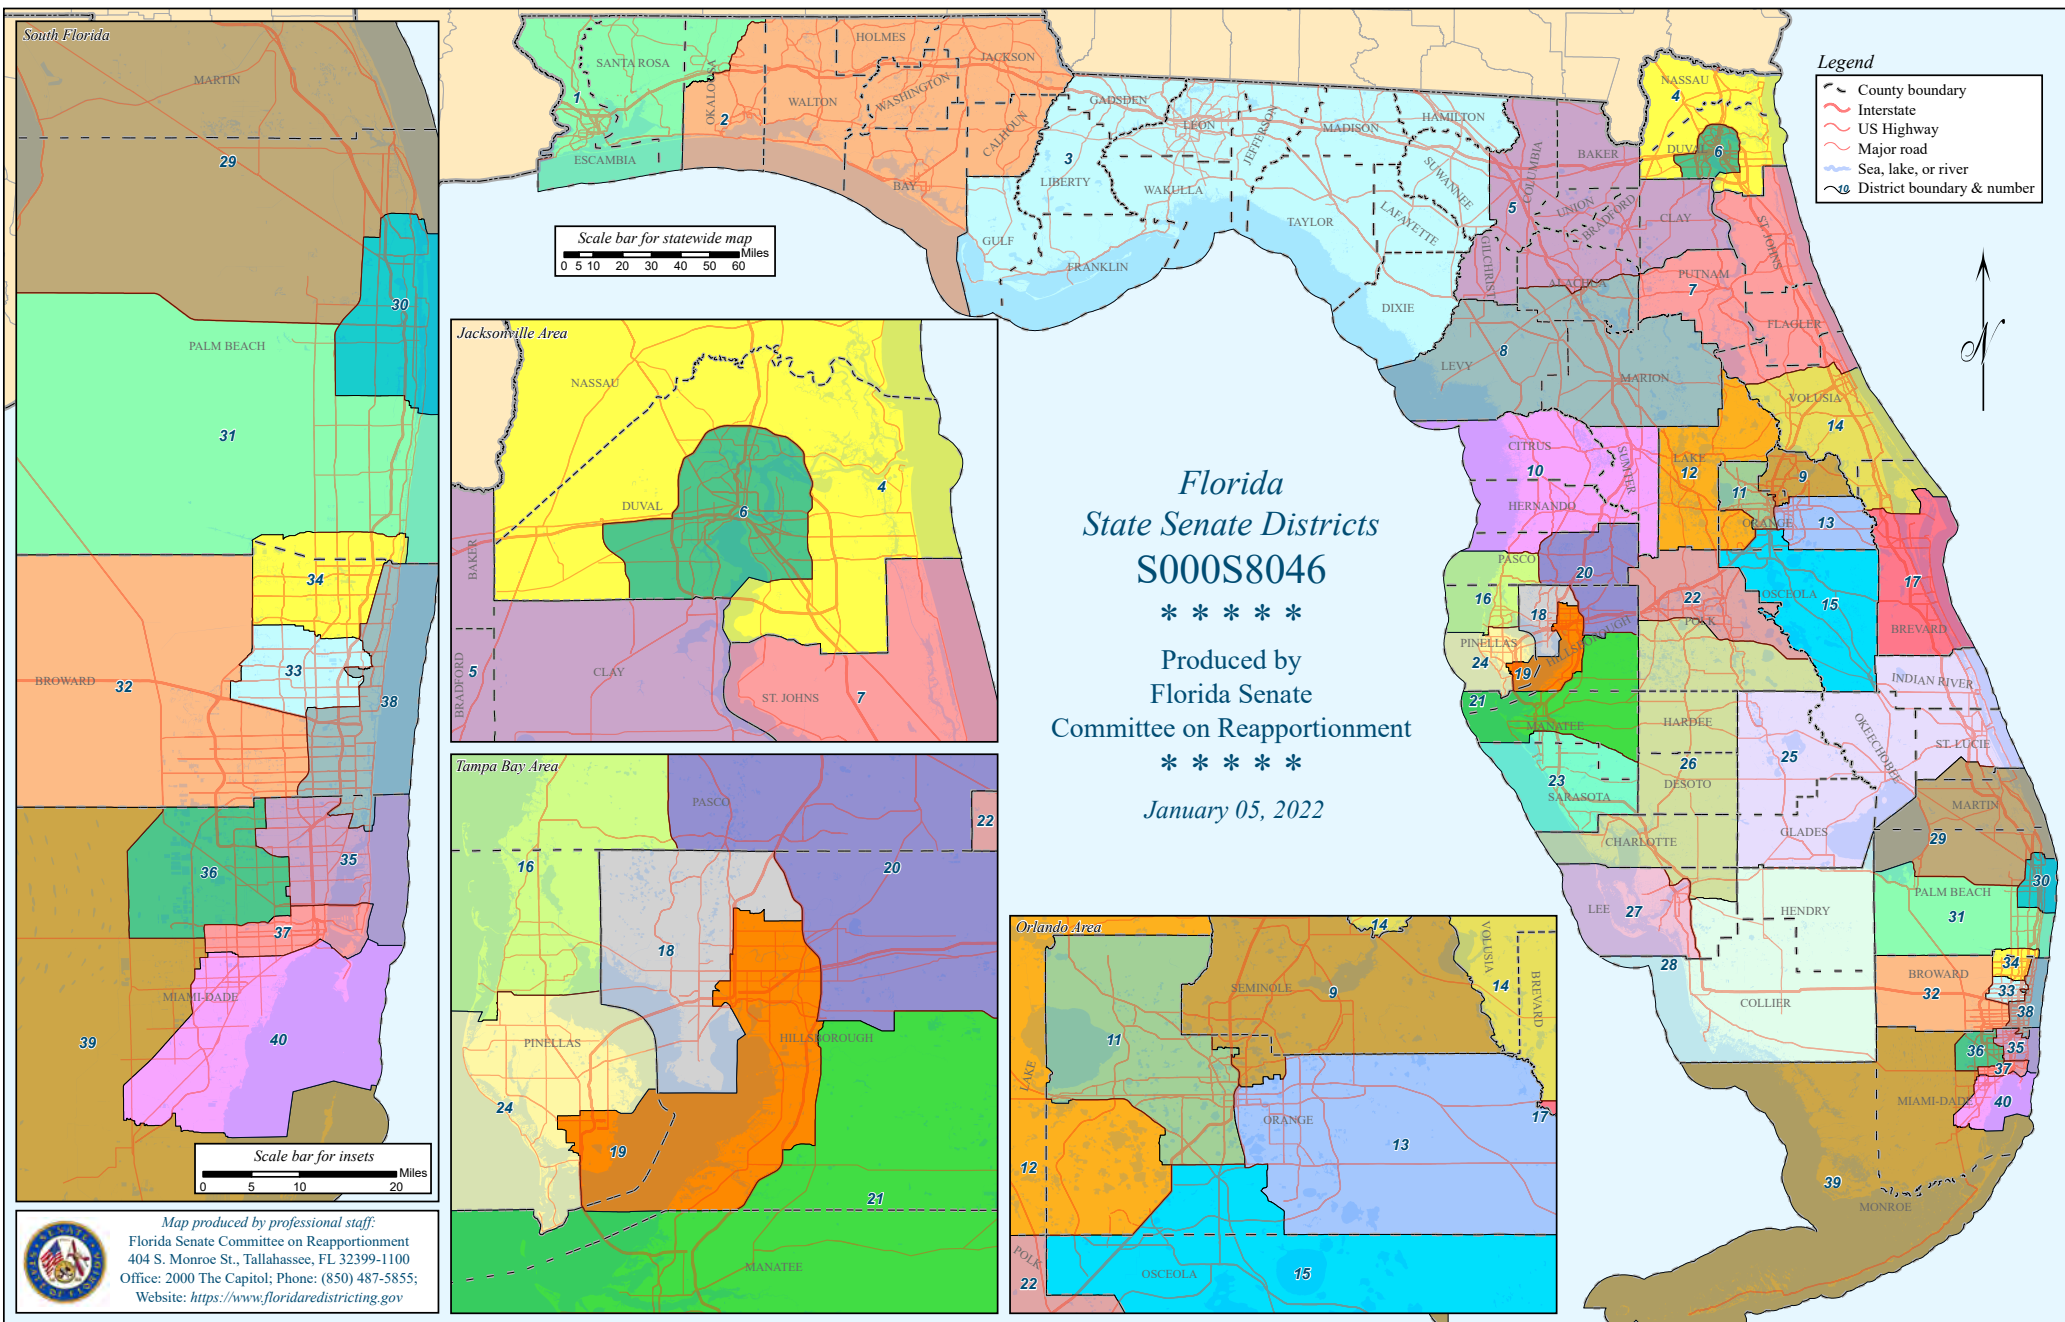 South Florida
MARTIN
29
30
PALM BEACH
31
34
33
BROWARD
32
38
36
35
37
MIAMI-DADE
39
40
Scale bar for insets
Miles
0 5 10 20
Map produced by professional staff:
Florida Senate Committee on Reapportionment
404 S. Monroe St., Tallahassee, FL 32399-1100
Office: 2000 The Capitol; Phone: (850) 487-5855;
Website: https://www.floridaredistricting.gov
Jacksonville Area
NASSAU
4
DUVAL
6
BAKER
BRADFORD
5
CLAY
ST. JOHNS
7
Tampa Bay Area
PASCO
22
16
20
18
PINELLAS
HILLSBOROUGH
24
19
21
MANATEE
Orlando Area
14
VOLUSIA
SEMINOLE
9
14
BREVARD
11
LAKE
17
ORANGE
13
12
POLK
22
OSCEOLA
15
Scale bar for statewide map
Miles
0 5 10 20 30 40 50 60
Florida
State Senate Districts
S000S8046
* * * * *
Produced by
Florida Senate
Committee on Reapportionment
* * * * *
January 05, 2022
Legend
County boundary
Interstate
US Highway
Major road
Sea, lake, or river
10 District boundary & number
N
SANTA ROSA
1
ESCAMBIA
OKALOOSA
2
WALTON
HOLMES
WASHINGTON
JACKSON
CALHOUN
BAY
GADSDEN
LEON
3
LIBERTY
WAKULLA
GULF
FRANKLIN
JEFFERSON
MADISON
HAMILTON
SUWANNEE
TAYLOR
LAFAYETTE
DIXIE
COLUMBIA
BAKER
5
UNION
BRADFORD
GILCHRIST
ALACHUA
CLAY
NASSAU
4
DUVAL
6
ST. JOHNS
PUTNAM
7
FLAGLER
LEVY
8
MARION
VOLUSIA
14
CITRUS
10
SUMTER
HERNANDO
LAKE
12
11
9
ORANGE
13
PASCO
20
16
18
PINELLAS
24
19
HILLSBOROUGH
21
22
POLK
OSCEOLA
15
17
BREVARD
INDIAN RIVER
MANATEE
HARDEE
OKEECHOBEE
ST. LUCIE
25
26
23
SARASOTA
DESOTO
MARTIN
GLADES
29
CHARLOTTE
LEE
27
HENDRY
30
PALM BEACH
31
28
COLLIER
BROWARD
32
34
33
38
36
35
37
MIAMI-DADE
40
39
MONROE